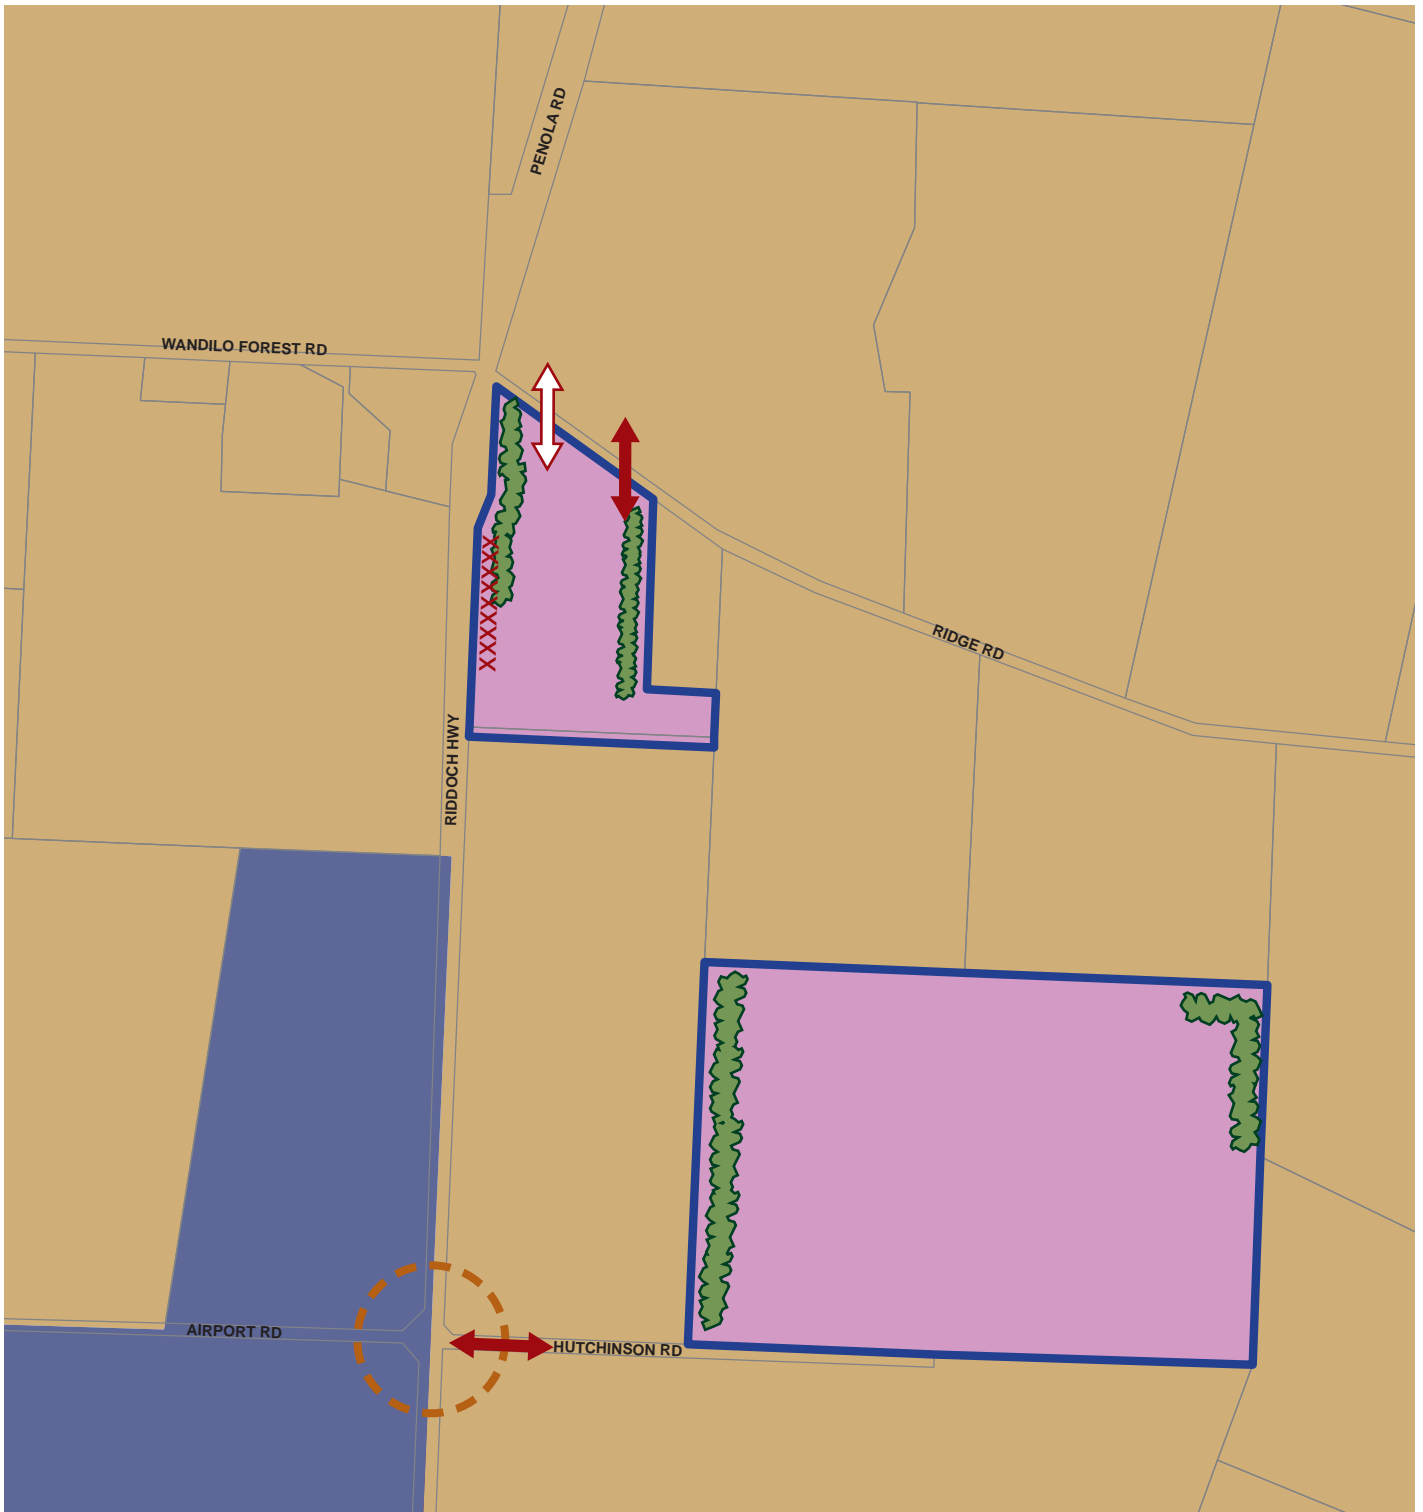 PENOLA RD
WANDILO FOREST RD
RIDGE RD
RIDDOCH HWY
AIRPORT RD
HUTCHINSON RD